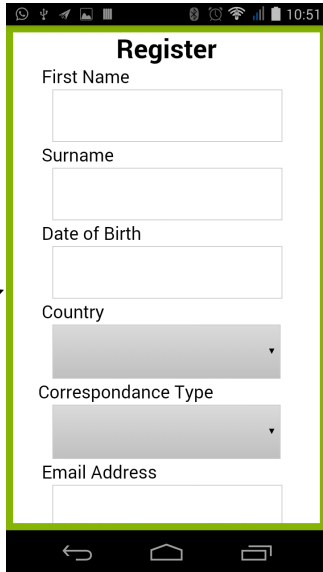 10:51
Register
First Name
Surname
Date of Birth
Country
Correspondance Type
Email Address